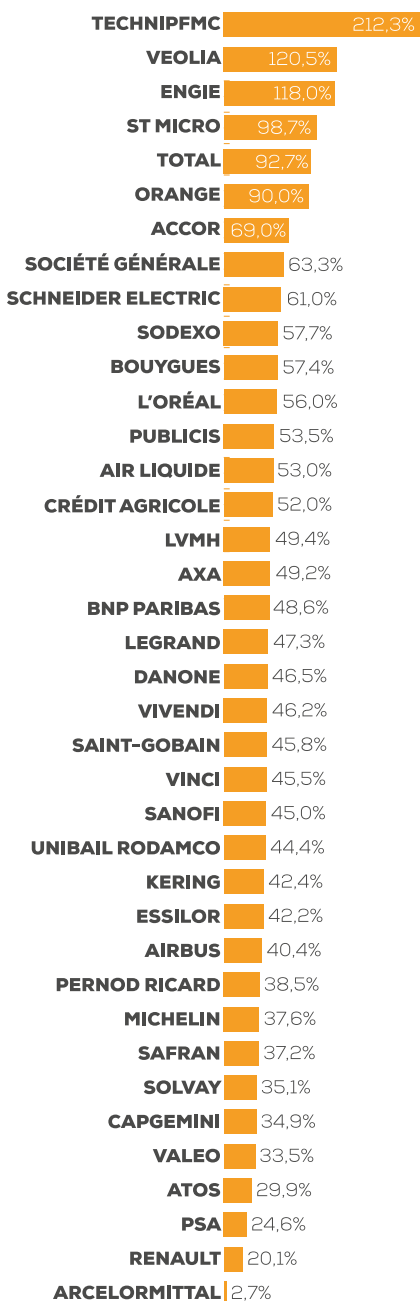 TECHNIPFMC 212,3%
VEOLIA 120,5%
ENGIE 118,0%
ST MICRO 98,7%
TOTAL 92,7%
ORANGE 90,0%
ACCOR 69,0%
SOCIÉTÉ GÉNÉRALE 63,3%
SCHNEIDER ELECTRIC 61,0%
SODEXO 57,7%
BOUYGUES 57,4%
L'ORÉAL 56,0%
PUBLICIS 53,5%
AIR LIQUIDE 53,0%
CRÉDIT AGRICOLE 52,0%
LVMH 49,4%
AXA 49,2%
BNP PARIBAS 48,6%
LEGRAND 47,3%
DANONE 46,5%
VIVENDI 46,2%
SAINT-GOBAIN 45,8%
VINCI 45,5%
SANOFI 45,0%
UNIBAIL RODAMCO 44,4%
KERING 42,4%
ESSILOR 42,2%
AIRBUS 40,4%
PERNOD RICARD 38,5%
MICHELIN 37,6%
SAFRAN 37,2%
SOLVAY 35,1%
CAPGEMINI 34,9%
VALEO 33,5%
ATOS 29,9%
PSA 24,6%
RENAULT 20,1%
ARCELORMITTAL 2,7%